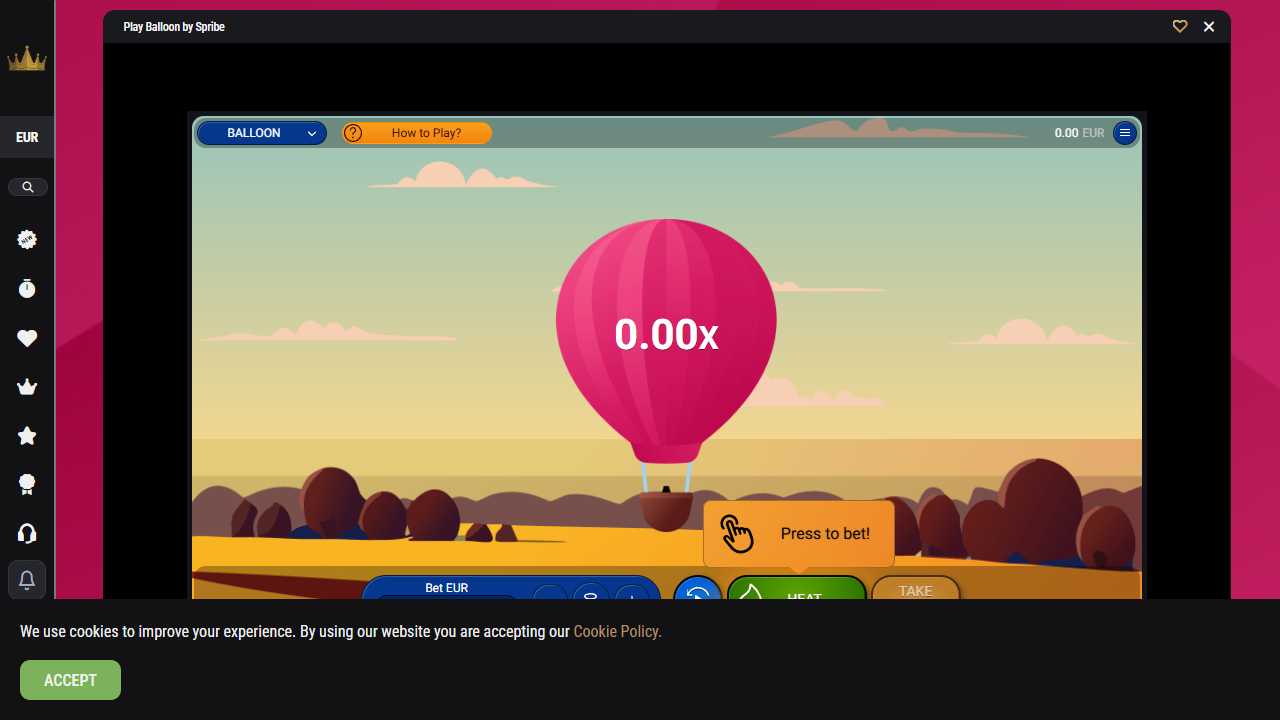 Play Balloon by Spribe
EUR
NEW
BALLOON
How to Play?
0.00 EUR
0.00x
Press to bet!
Bet EUR
HEAT
TAKE
We use cookies to improve your experience. By using our website you are accepting our Cookie Policy.
ACCEPT